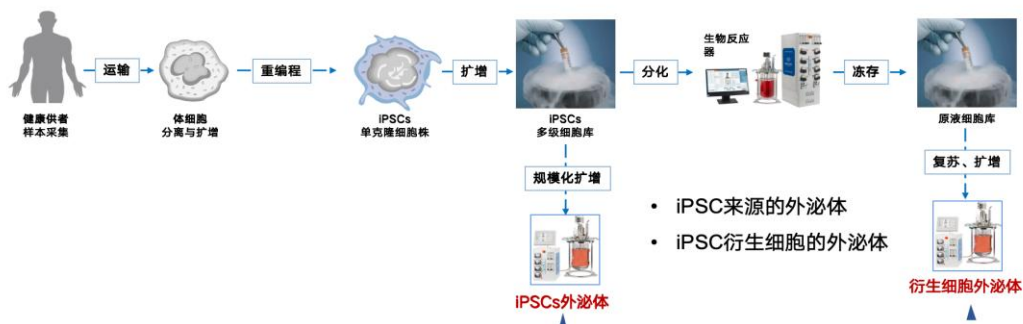 运输
重编程
扩增
分化
生物反应
器
冻存
健康供者
样本采集
体细胞
分离与扩增
iPSCs
单克隆细胞株
iPSCs
多级细胞库
原液细胞库
规模化扩增
复苏、扩增
• iPSC来源的外泌体
• iPSC衍生细胞的外泌体
iPSCs外泌体
衍生细胞外泌体